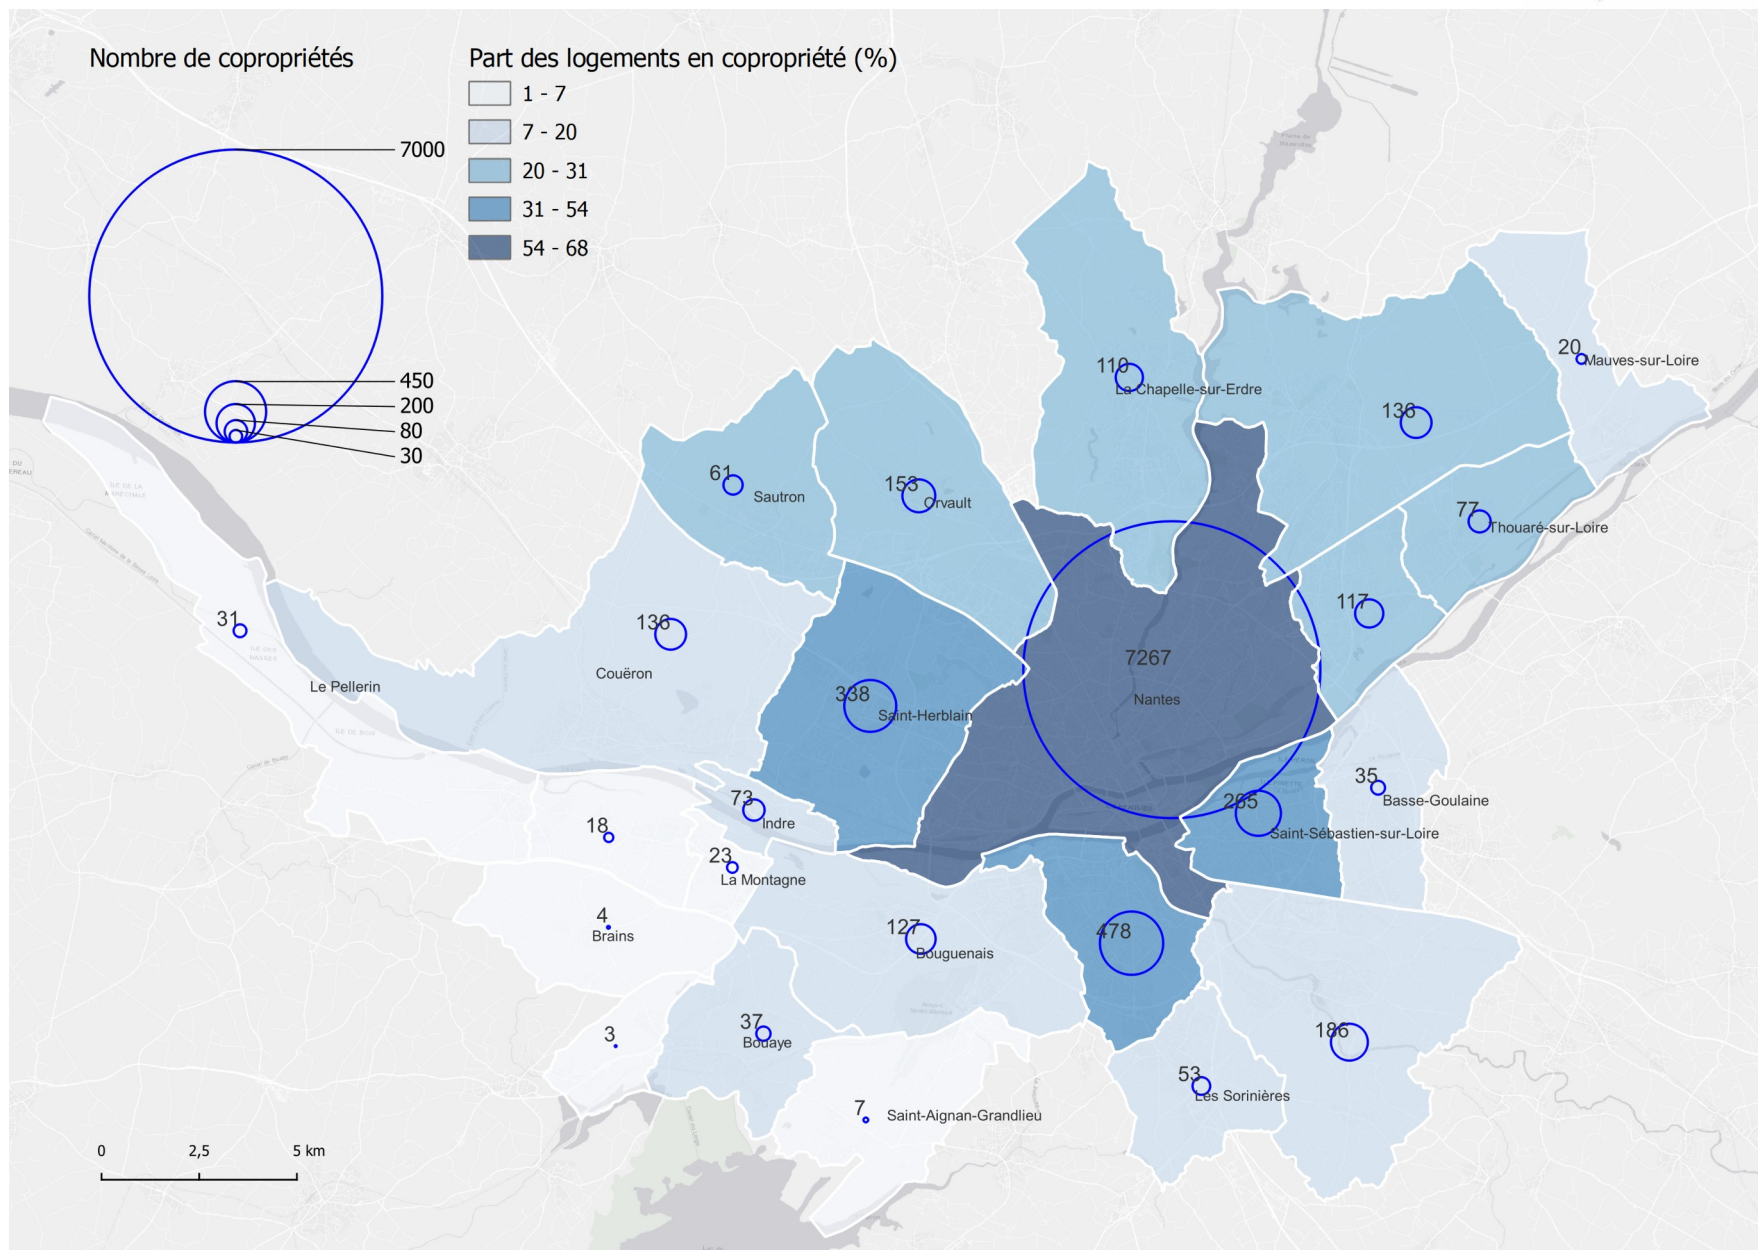 Nombre de copropriétés
7000
450
200
80
30
Part des logements en copropriété (%)
1 - 7
7 - 20
20 - 31
31 - 54
54 - 68
20
Mauves-sur-Loire
110
La Chapelle-sur-Erdre
136
61
Sautron
153
Orvault
77
Thouaré-sur-Loire
31
136
Couëron
117
Le Pellerin
338
Saint-Herblain
7267
Nantes
35
Basse-Goulaine
265
Saint-Sébastien-sur-Loire
73
Indre
18
23
La Montagne
4
Brains
127
Bouguenais
478
3
37
Bouaye
186
53
Les Sorinières
7
Saint-Aignan-Grandlieu
0
2,5
5 km